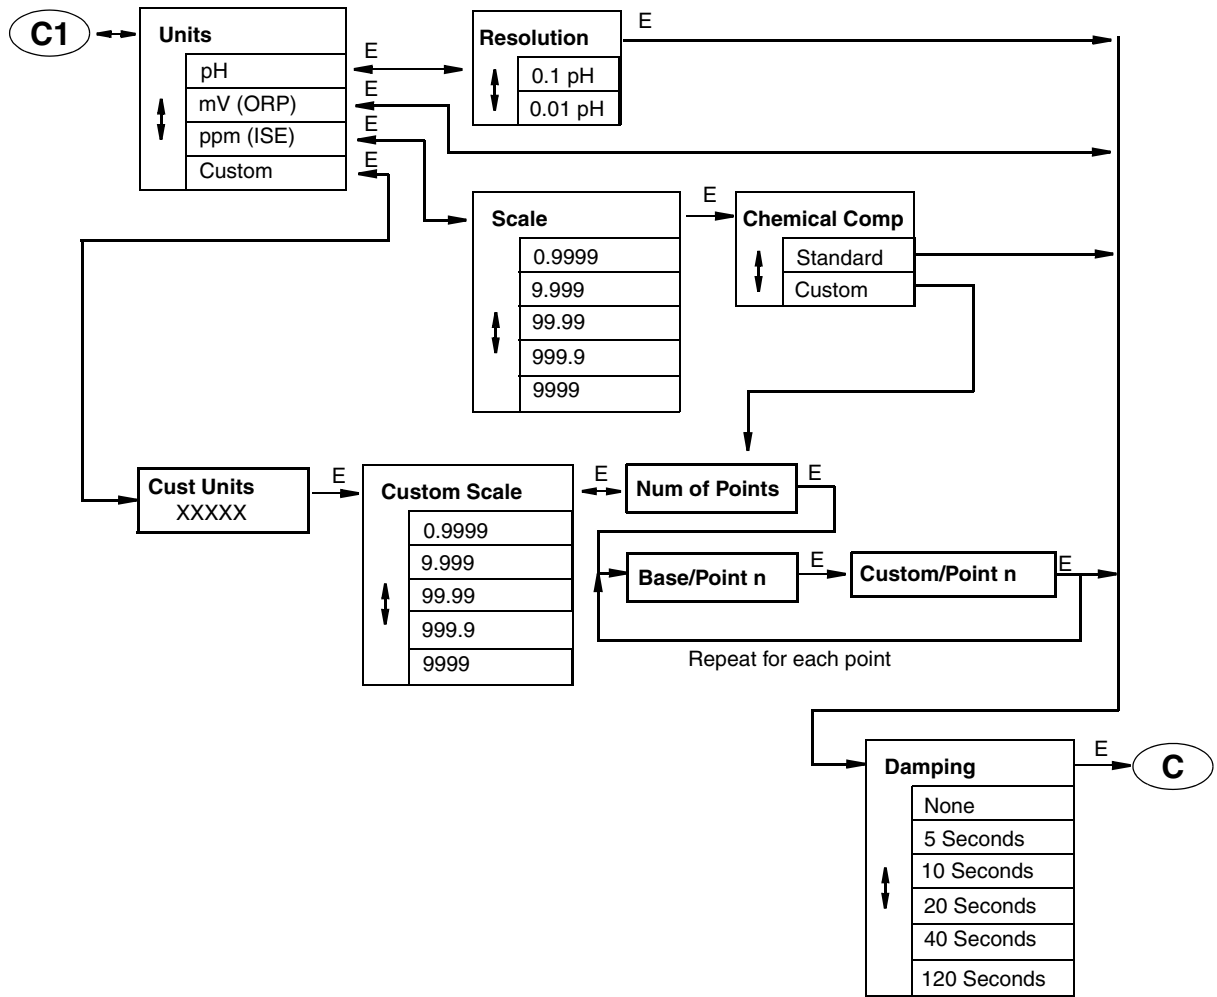 C1
Units
pH
mV (ORP)
ppm (ISE)
Custom
E
E
E
E
Resolution
0.1 pH
0.01 pH
E
Scale
0.9999
9.999
99.99
999.9
9999
E
Chemical Comp
Standard
Custom
Cust Units
XXXXX
E
Custom Scale
0.9999
9.999
99.99
999.9
9999
E
Num of Points
E
Base/Point n
E
Custom/Point n
E
Repeat for each point
Damping
None
5 Seconds
10 Seconds
20 Seconds
40 Seconds
120 Seconds
E
C